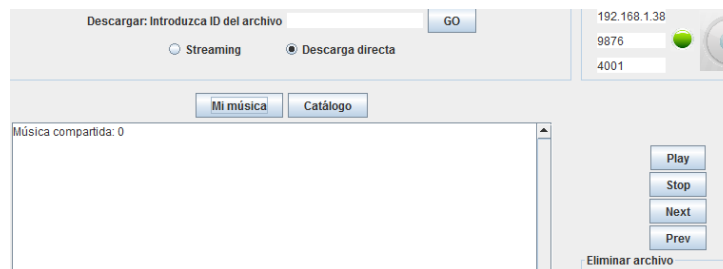 Descargar: Introduzca ID del archivo GO
Streaming Descarga directa
192.168.1.38
9876
4001
Mi música Catálogo
Música compartida: 0
Play
Stop
Next
Prev
Eliminar archivo